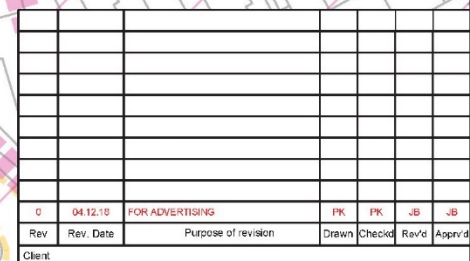 0 04.12.18 FOR ADVERTISING PK PK JB JB
Rev Rev. Date Purpose of revision Drawn Checkd Rev'd Apprv'd
Client